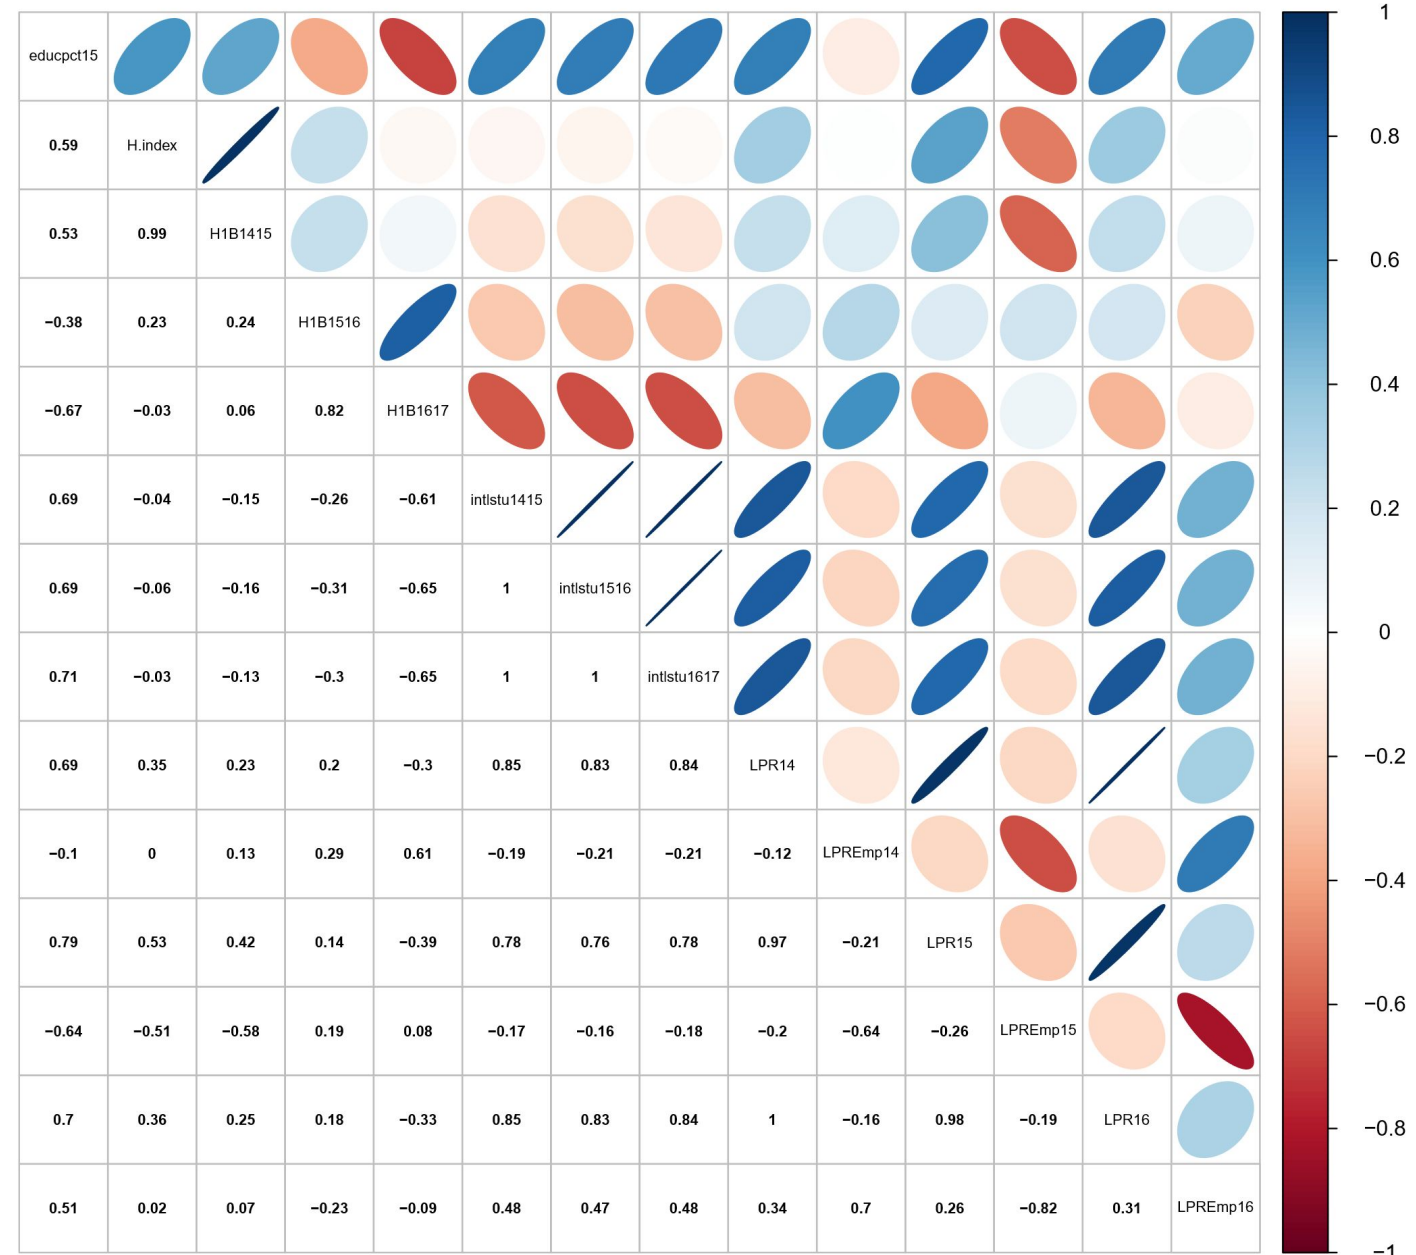 educpct15
0.59 H.index
0.53 0.99 H1B1415
−0.38 0.23 0.24 H1B1516
−0.67 −0.03 0.06 0.82 H1B1617
0.69 −0.04 −0.15 −0.26 −0.61 intlstu1415
0.69 −0.06 −0.16 −0.31 −0.65 1 intlstu1516
0.71 −0.03 −0.13 −0.3 −0.65 1 1 intlstu1617
0.69 0.35 0.23 0.2 −0.3 0.85 0.83 0.84 LPR14
−0.1 0 0.13 0.29 0.61 −0.19 −0.21 −0.21 −0.12 LPREmp14
0.79 0.53 0.42 0.14 −0.39 0.78 0.76 0.78 0.97 −0.21 LPR15
−0.64 −0.51 −0.58 0.19 0.08 −0.17 −0.16 −0.18 −0.2 −0.64 −0.26 LPREmp15
0.7 0.36 0.25 0.18 −0.33 0.85 0.83 0.84 1 −0.16 0.98 −0.19 LPR16
0.51 0.02 0.07 −0.23 −0.09 0.48 0.47 0.48 0.34 0.7 0.26 −0.82 0.31 LPREmp16
1
0.8
0.6
0.4
0.2
0
−0.2
−0.4
−0.6
−0.8
−1